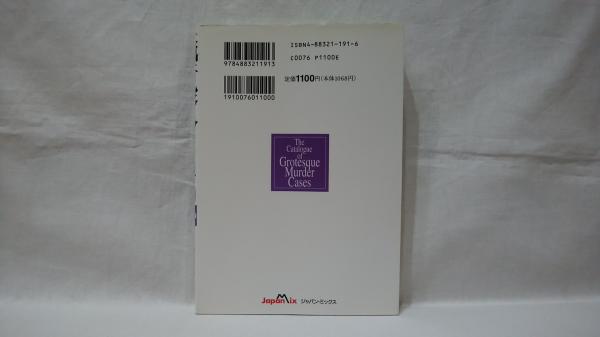 ISBN4-88321-191-6
C0076 P1100E
9784883211913
定価1100円(本体1068円)
1910076011000
The
Catalogue
of
Grotesque
Murder
Cases
JapanMix ジャパン・ミックス